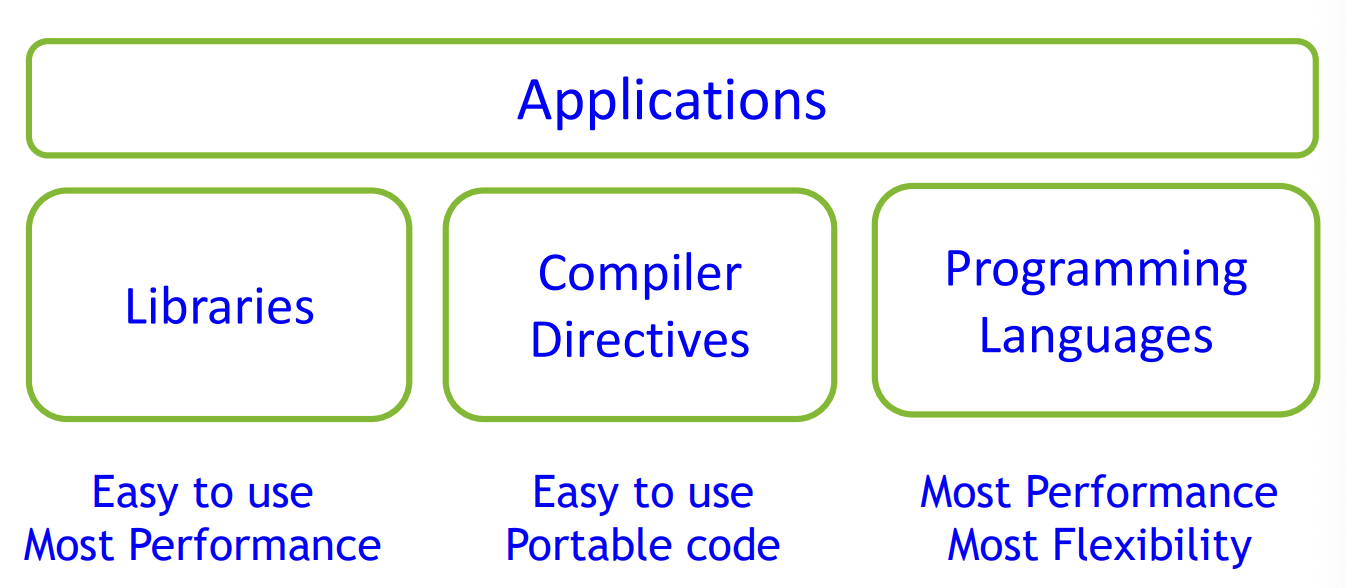 Applications
Libraries
Compiler
Directives
Programming
Languages
Easy to use
Most Performance
Easy to use
Portable code
Most Performance
Most Flexibility